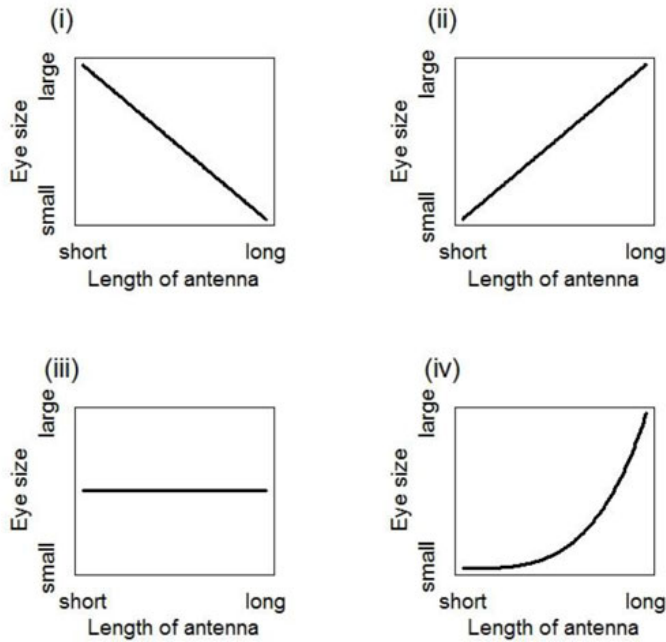 (i)
large
Eye size
small
short long
Length of antenna
(ii)
large
Eye size
small
short long
Length of antenna
(iii)
large
Eye size
small
short long
Length of antenna
(iv)
large
Eye size
small
short long
Length of antenna